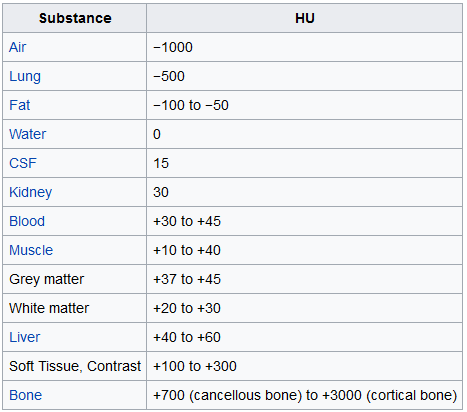 Substance HU
Air −1000
Lung −500
Fat −100 to −50
Water 0
CSF 15
Kidney 30
Blood +30 to +45
Muscle +10 to +40
Grey matter +37 to +45
White matter +20 to +30
Liver +40 to +60
Soft Tissue, Contrast +100 to +300
Bone +700 (cancellous bone) to +3000 (cortical bone)